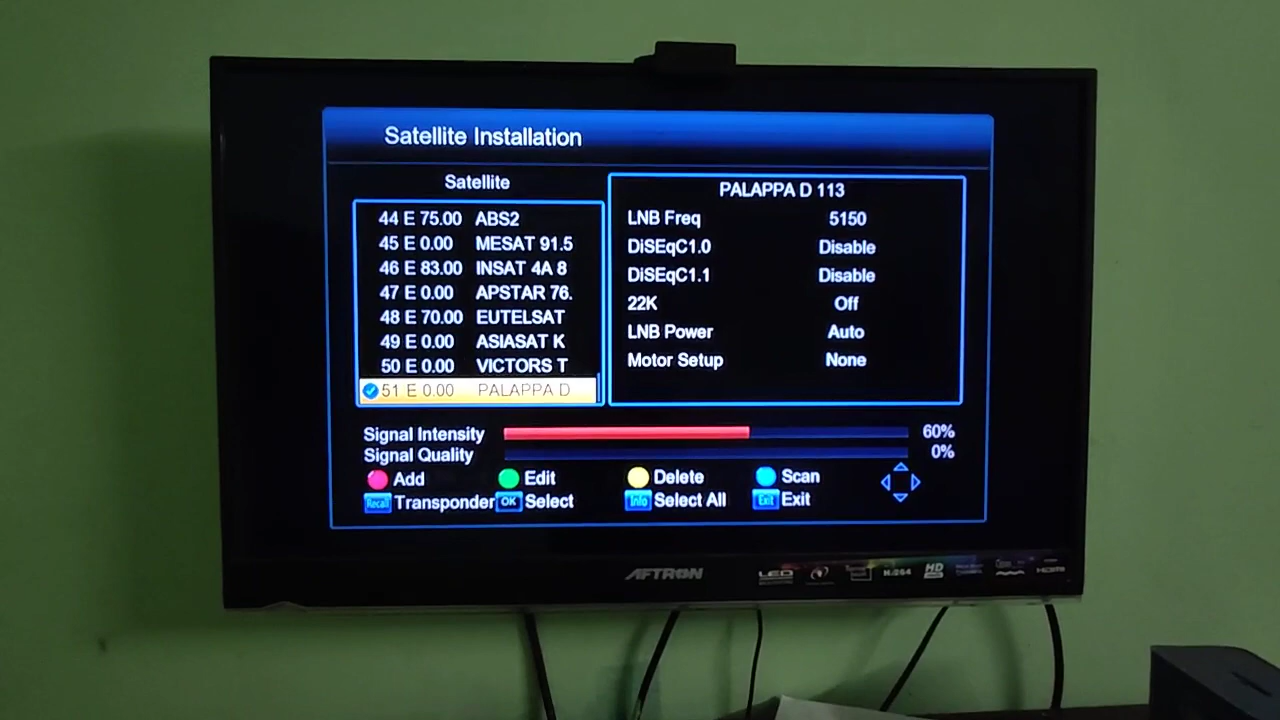 Satellite Installation
Satellite
44 E 75.00 ABS2
45 E 0.00 MESAT 91.5
46 E 83.00 INSAT 4A 8
47 E 0.00 APSTAR 76.
48 E 70.00 EUTELSAT
49 E 0.00 ASIASAT K
50 E 0.00 VICTORS T
51 E 0.00 PALAPPA D
PALAPPA D 113
LNB Freq 5150
DiSEqC1.0 Disable
DiSEqC1.1 Disable
22K Off
LNB Power Auto
Motor Setup None
Signal Intensity 60%
Signal Quality 0%
Add Edit Delete Scan
Recall Transponder OK Select Info Select All Exit Exit
AFTRON
LED H.264 HD HDMI